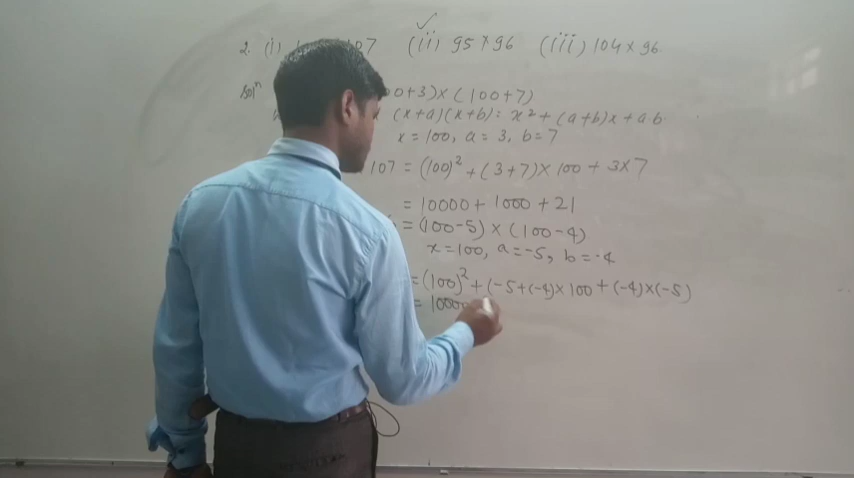 2. (i) 107 (ii) 95×96 (iii) 104×96.
Solⁿ 0+3)×(100+7)
(x+a)(x+b) = x²+(a+b)x+ab.
x=100, a=3, b=7
107 = (100)²+(3+7)×100+3×7
= 10000+1000+21
= (100-5)×(100-4)
x=100, a=-5, b=-4
= (100)²+(-5+(-4)×100+(-4)×(-5)
= 1000